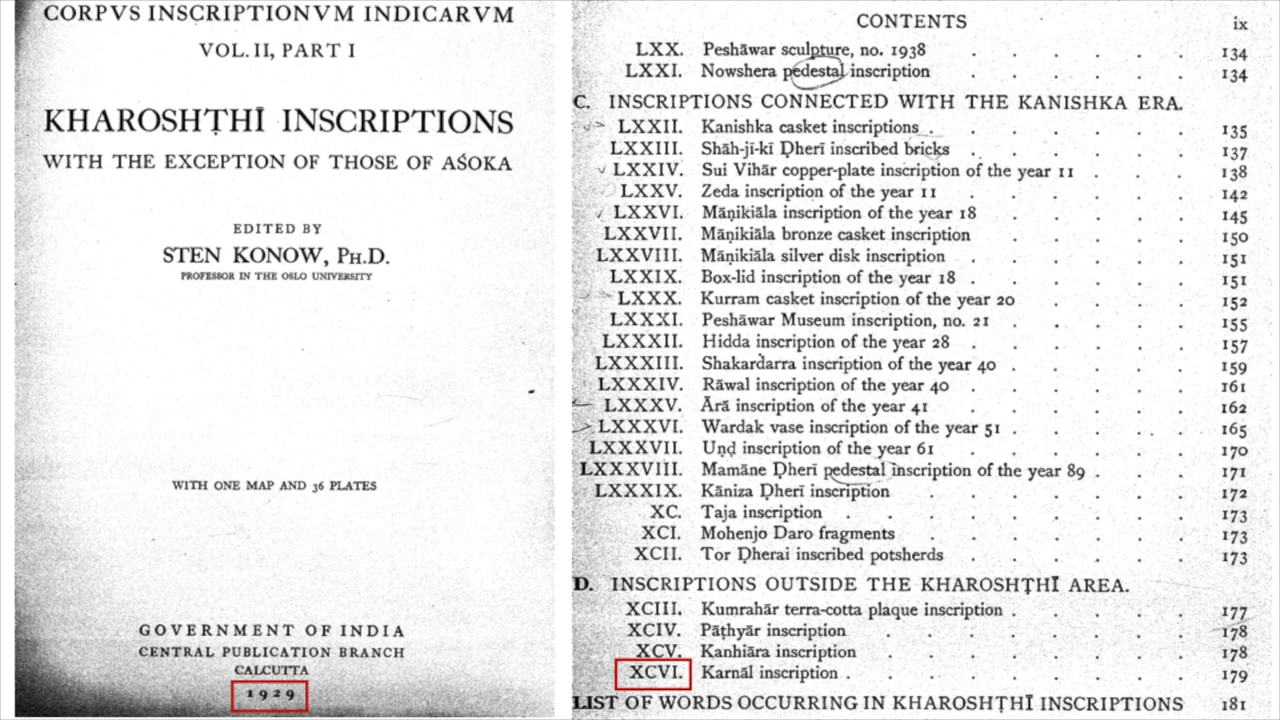 CORPVS INSCRIPTIONVM INDICARVM
VOL. II, PART I
KHAROSHṬHĪ INSCRIPTIONS
WITH THE EXCEPTION OF THOSE OF AŚOKA
EDITED BY
STEN KONOW, PH.D.
PROFESSOR IN THE OSLO UNIVERSITY
WITH ONE MAP AND 36 PLATES
GOVERNMENT OF INDIA
CENTRAL PUBLICATION BRANCH
CALCUTTA
1929
CONTENTS ix
LXX. Peshāwar sculpture, no. 1938 . . . . . . 134
LXXI. Nowshera pedestal inscription . . . . . . 134
C. INSCRIPTIONS CONNECTED WITH THE KANISHKA ERA.
LXXII. Kanishka casket inscriptions . . . . . . . 135
LXXIII. Shāh-jī-kī Ḍherī inscribed bricks . . . . . . 137
LXXIV. Sui Vihār copper-plate inscription of the year 11 . . . 138
LXXV. Zeda inscription of the year 11 . . . . . . 142
LXXVI. Māṇikiāla inscription of the year 18 . . . . . 145
LXXVII. Māṇikiāla bronze casket inscription . . . . . 150
LXXVIII. Māṇikiāla silver disk inscription . . . . . . 151
LXXIX. Box-lid inscription of the year 18 . . . . . . 151
LXXX. Kurram casket inscription of the year 20 . . . . 152
LXXXI. Peshāwar Museum inscription, no. 21 . . . . . 155
LXXXII. Hidda inscription of the year 28 . . . . . . 157
LXXXIII. Shakardarra inscription of the year 40 . . . . . 159
LXXXIV. Rāwal inscription of the year 40 . . . . . . 161
LXXXV. Ārā inscription of the year 41 . . . . . . 162
LXXXVI. Wardak vase inscription of the year 51 . . . . . 165
LXXXVII. Uṇḍ inscription of the year 61 . . . . . . 170
LXXXVIII. Mamāne Ḍherī pedestal inscription of the year 89 . . . 171
LXXXIX. Kāniza Ḍherī inscription . . . . . . . 172
XC. Taja inscription . . . . . . . . . 173
XCI. Mohenjo Daro fragments . . . . . . . 173
XCII. Tor Ḍherai inscribed potsherds . . . . . . 173
D. INSCRIPTIONS OUTSIDE THE KHAROSHṬHĪ AREA.
XCIII. Kumrahār terra-cotta plaque inscription . . . . . 177
XCIV. Pāṭhyār inscription . . . . . . . . 178
XCV. Kanhiāra inscription . . . . . . . . 178
XCVI. Karnāl inscription . . . . . . . . . 179
LIST OF WORDS OCCURRING IN KHAROSHṬHĪ INSCRIPTIONS 181